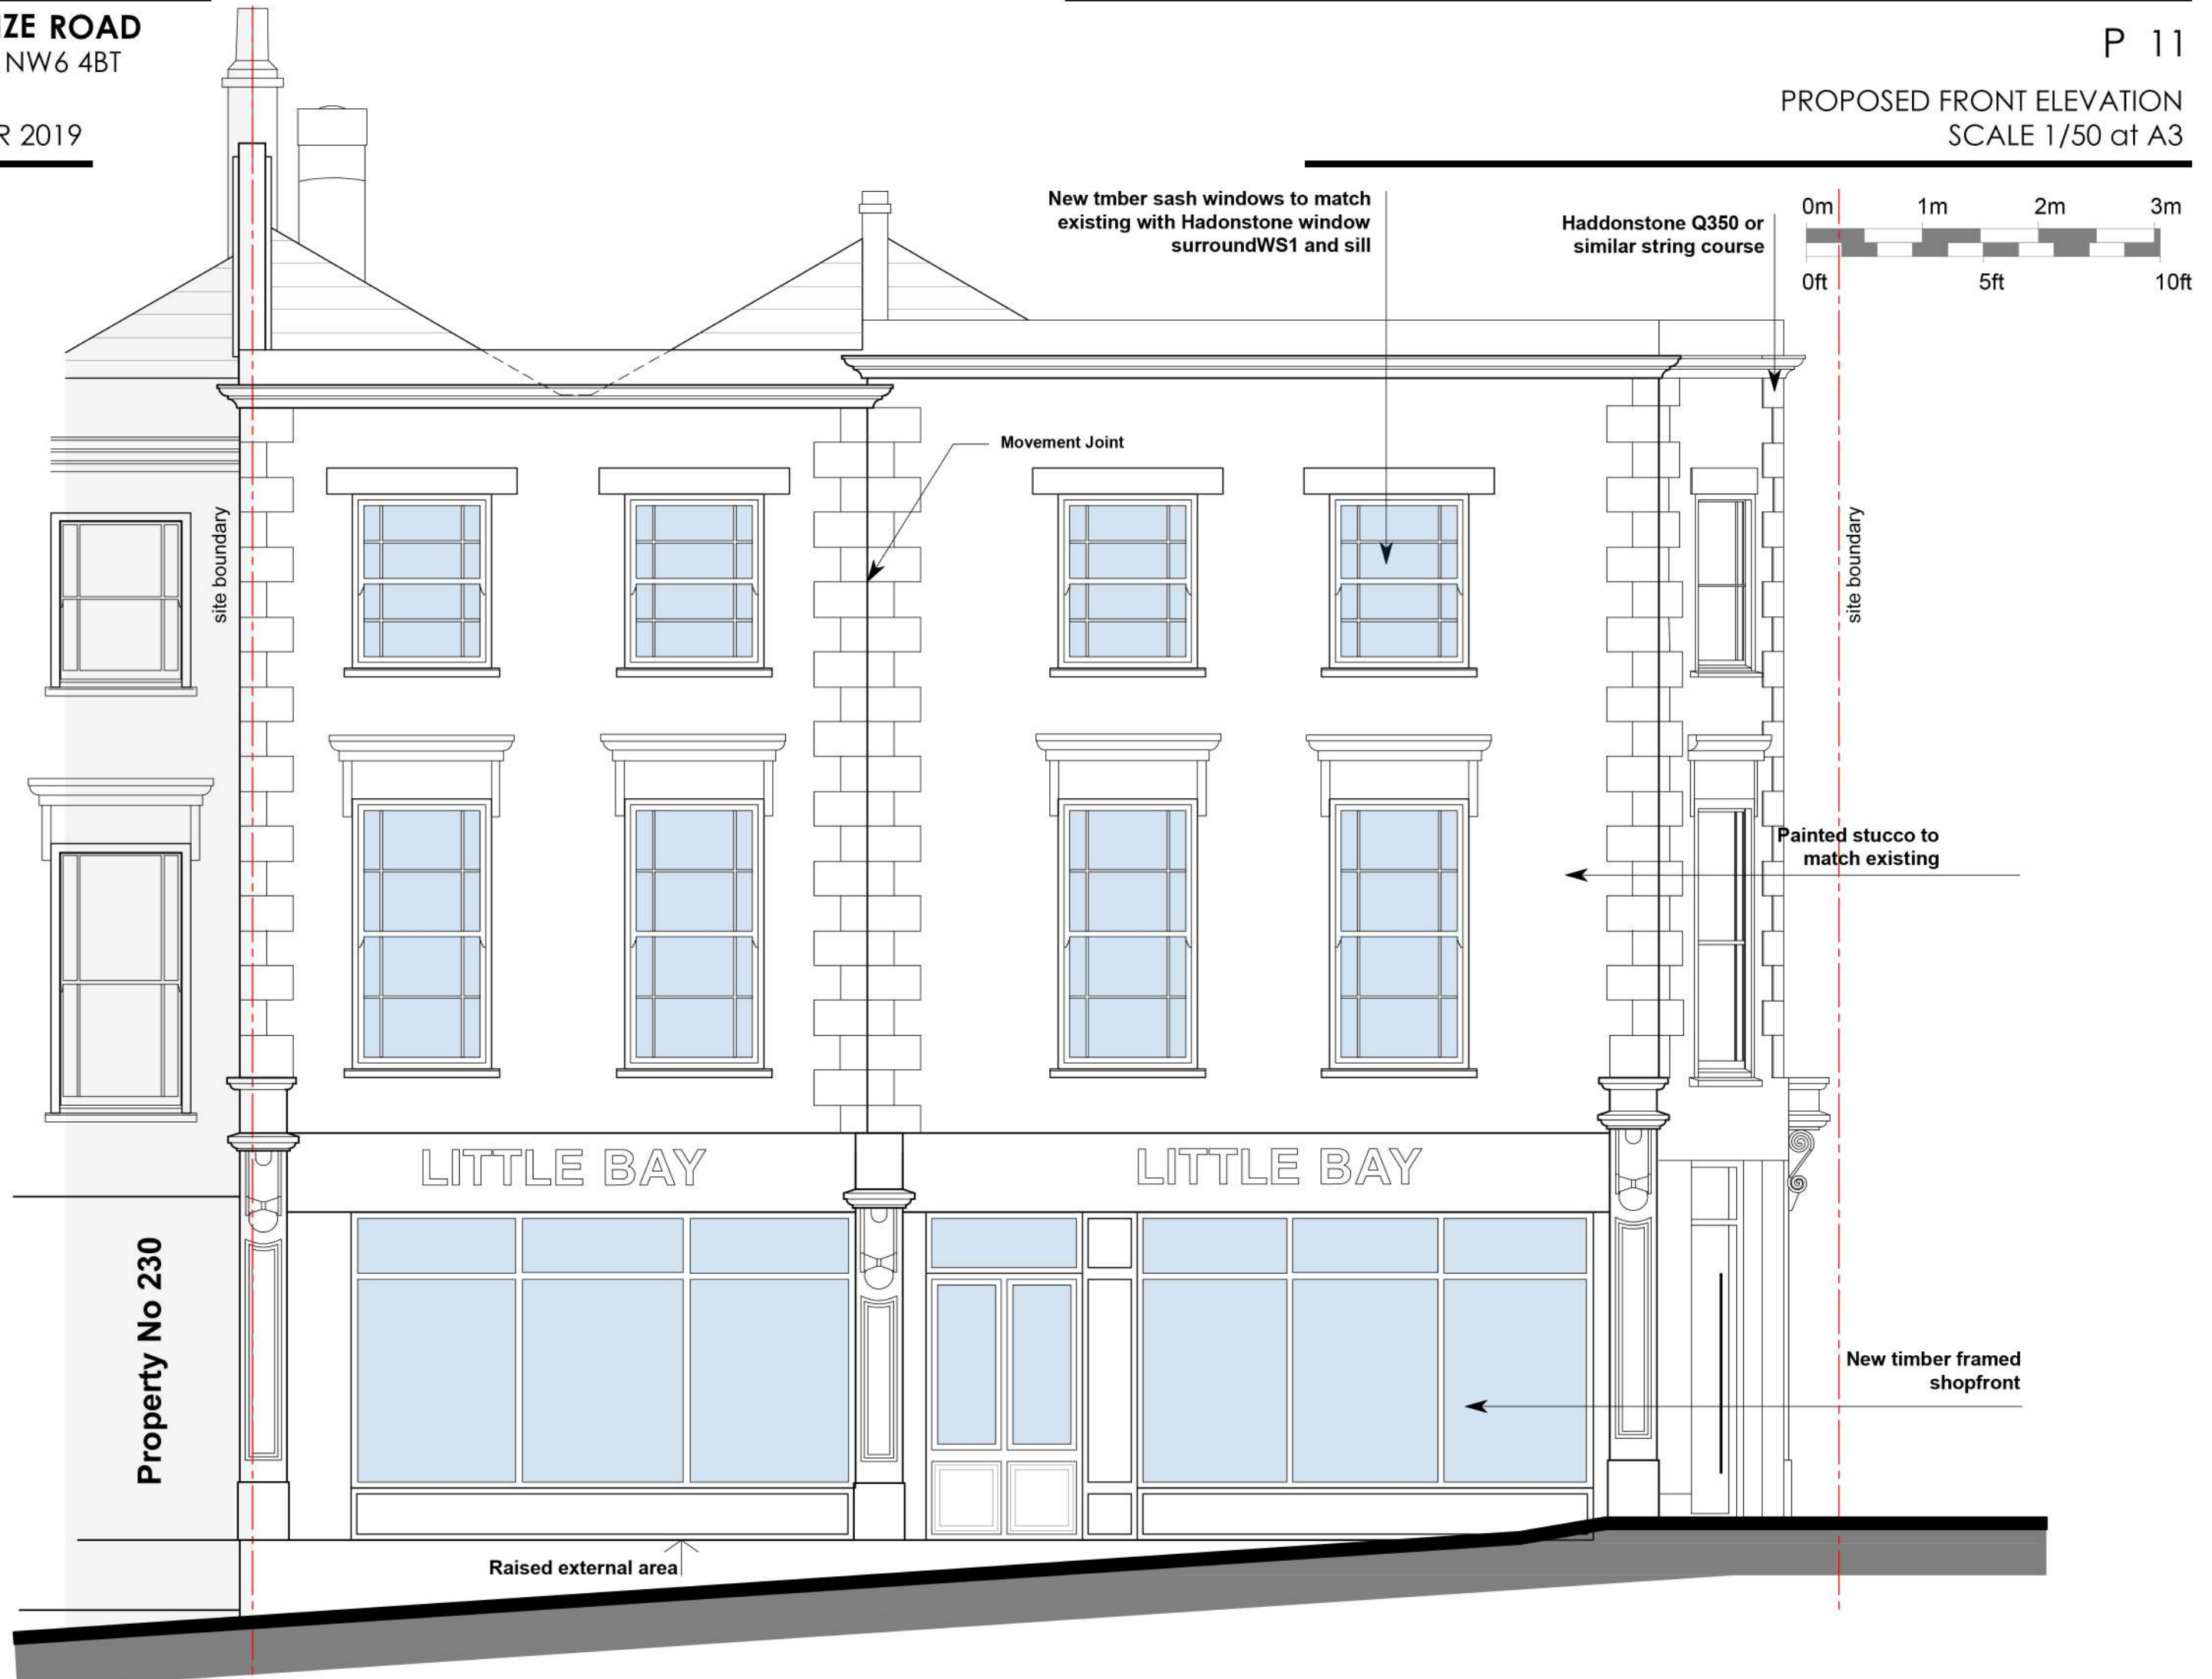 ZE ROAD
NW6 4BT
R 2019
P 11
PROPOSED FRONT ELEVATION
SCALE 1/50 at A3
New tmber sash windows to match
existing with Hadonstone window
surroundWS1 and sill
Haddonstone Q350 or
similar string course
0m 1m 2m 3m
0ft 5ft 10ft
Movement Joint
site boundary
site boundary
Painted stucco to
match existing
LITTLE BAY
LITTLE BAY
Property No 230
New timber framed
shopfront
Raised external area